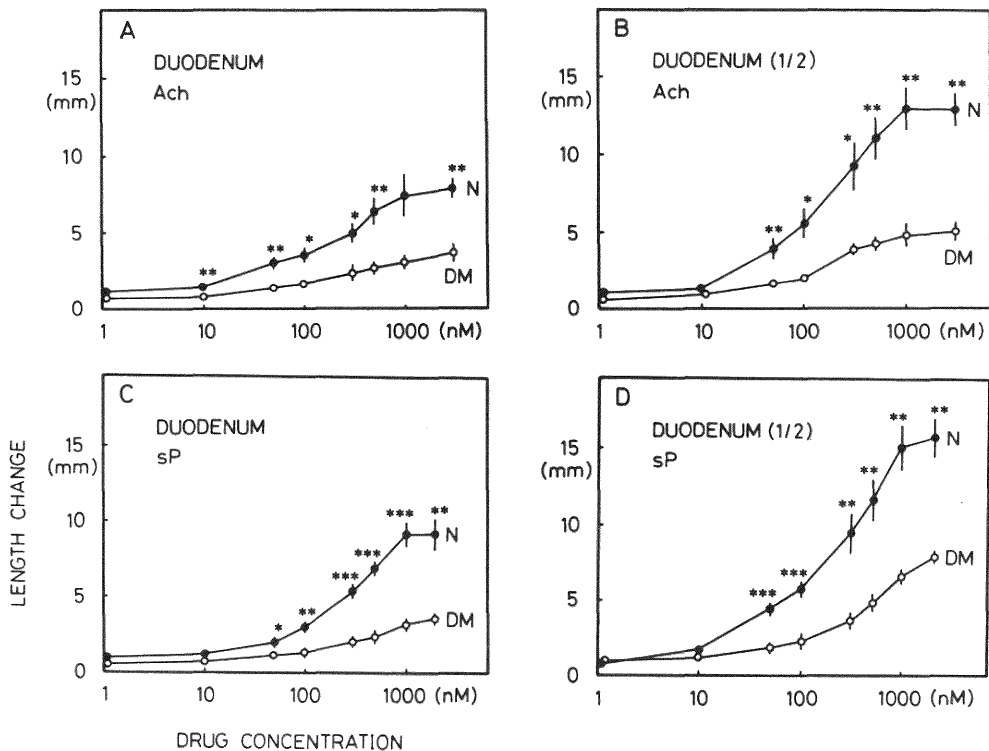 A
DUODENUM
Ach
15
(mm)
10
5
0
** ** * * ** **
N
DM
1 10 100 1000 (nM)
B
DUODENUM (1/2)
Ach
15
(mm)
10
5
0
** * * ** ** **
N
DM
1 10 100 1000 (nM)
C
DUODENUM
sP
15
(mm)
10
5
0
* ** *** *** *** **
N
DM
1 10 100 1000 (nM)
D
DUODENUM (1/2)
sP
15
(mm)
10
5
0
*** *** ** ** ** **
N
DM
1 10 100 1000 (nM)
LENGTH CHANGE
DRUG CONCENTRATION